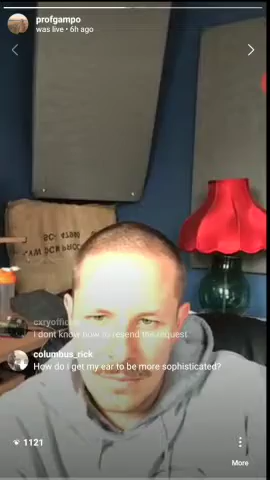 profgampo
was live • 6h ago
cxryofficia
I dont know how to resend the request
columbus_rick
How do i get my ear to be more sophisticated?
1121
More